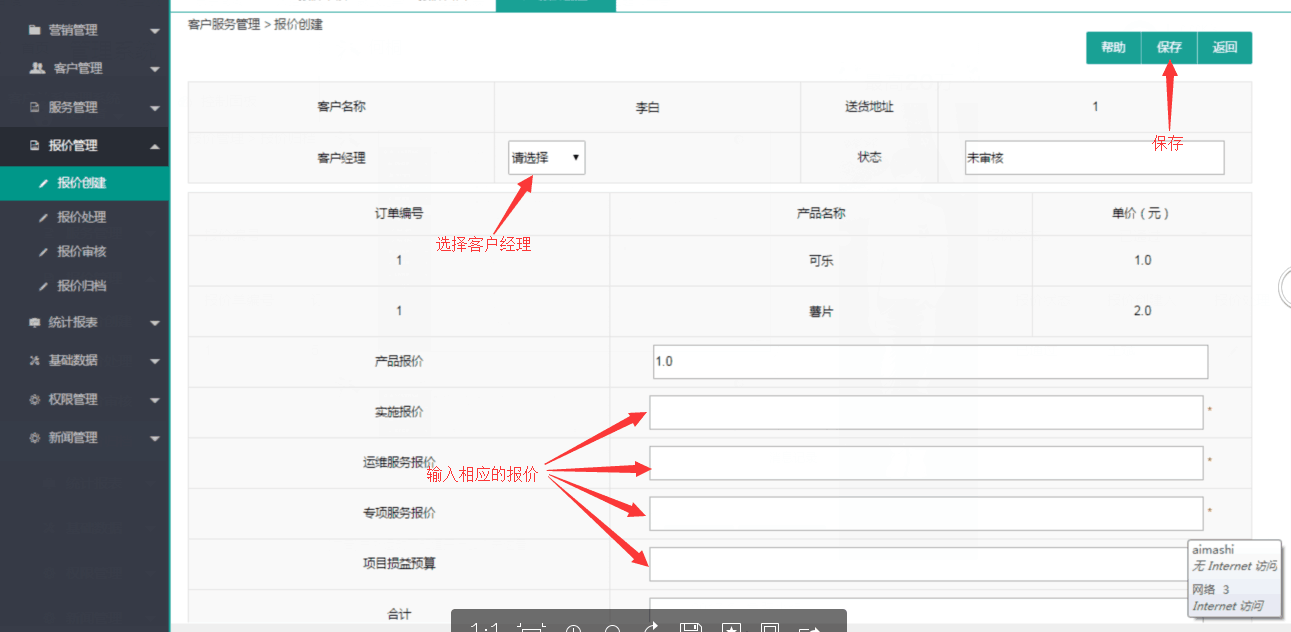 营销管理
客户管理
服务管理
报价管理
报价创建
报价处理
报价审核
报价归档
统计报表
基础数据
权限管理
新闻管理
客户服务管理 > 报价创建
帮助 保存 返回
保存
客户名称 李白 送货地址 1
客户经理 请选择 状态 未审核
选择客户经理
订单编号 产品名称 单价（元）
1 可乐 1.0
1 薯片 2.0
产品报价 1.0
实施报价 *
运维服务报价 *
输入相应的报价
专项服务报价 *
项目损益预算
合计
aimashi
无 Internet 访问
网络 3
Internet 访问
1:1